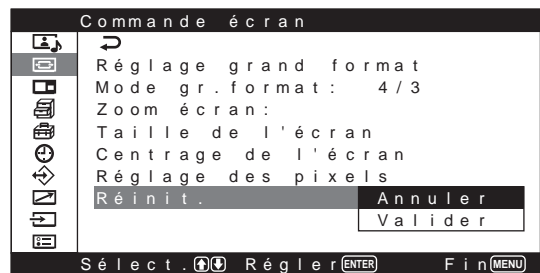 Commande écran
Réglage grand format
Mode gr.format: 4/3
Zoom écran:
Taille de l'écran
Centrage de l'écran
Réglage des pixels
Réinit. Annuler
Valider
Sélect. Régler ENTER Fin MENU